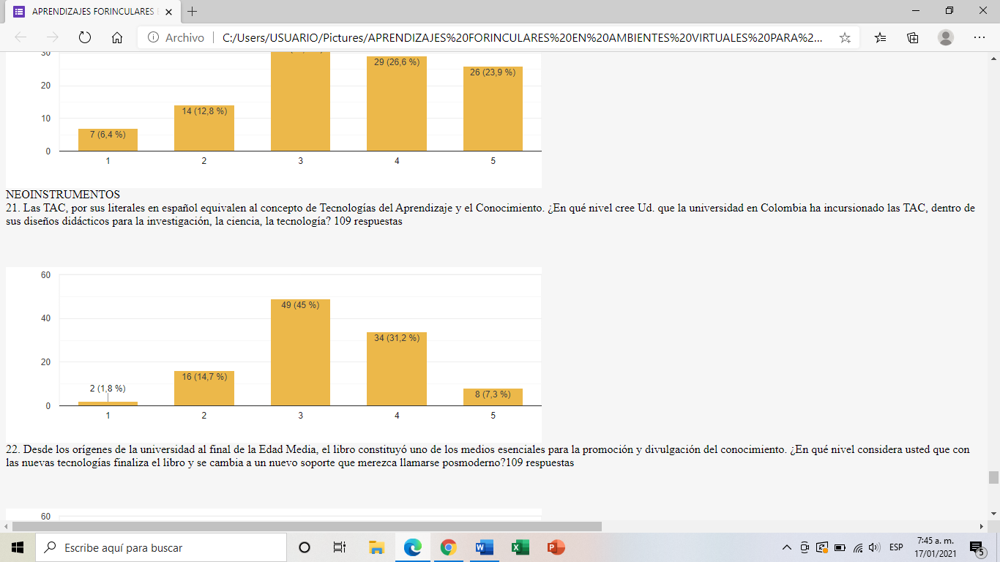 APRENDIZAJES FORINCULARES
Archivo
C:/Users/USUARIO/Pictures/APRENDIZAJES%20FORINCULARES%20EN%20AMBIENTES%20VIRTUALES%20PARA%2...
30
29 (26,6 %)
26 (23,9 %)
20
14 (12,8 %)
10
7 (6,4 %)
0
1 2 3 4 5
NEOINSTRUMENTOS
21. Las TAC, por sus literales en español equivalen al concepto de Tecnologías del Aprendizaje y el Conocimiento. ¿En qué nivel cree Ud. que la universidad en Colombia ha incursionado las TAC, dentro de
sus diseños didácticos para la investigación, la ciencia, la tecnología? 109 respuestas
60
49 (45 %)
40
34 (31,2 %)
20
16 (14,7 %)
2 (1,8 %)
8 (7,3 %)
0
1 2 3 4 5
22. Desde los orígenes de la universidad al final de la Edad Media, el libro constituyó uno de los medios esenciales para la promoción y divulgación del conocimiento. ¿En qué nivel considera usted que con
las nuevas tecnologías finaliza el libro y se cambia a un nuevo soporte que merezca llamarse posmoderno?109 respuestas
60
Escribe aquí para buscar
ESP
7:45 a. m.
17/01/2021
5